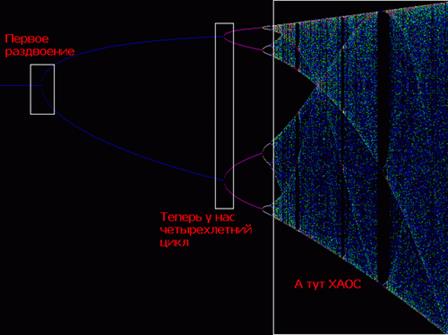 Первое
раздвоение
Теперь у нас
четырехлетний
цикл
А тут ХАОС